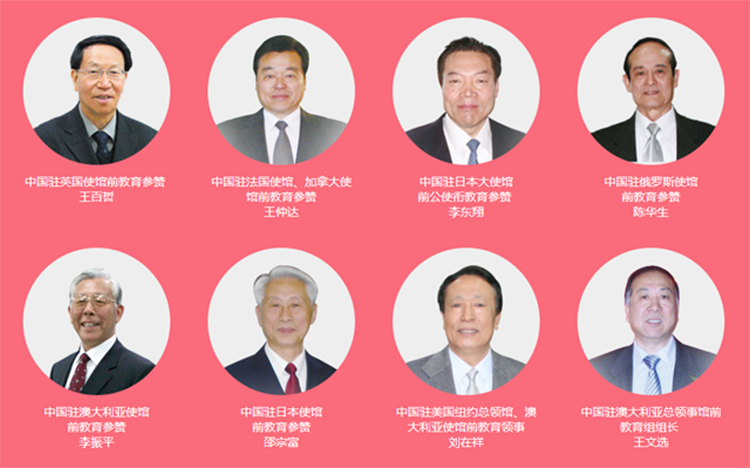 中国驻英国使馆前教育参赞
王百哲
中国驻法国使馆、加拿大使
馆前教育参赞
王仲达
中国驻日本大使馆
前公使衔教育参赞
李东翔
中国驻俄罗斯使馆
前教育参赞
陈华生
中国驻澳大利亚使馆
前教育参赞
李振平
中国驻日本使馆
前教育参赞
邵宗富
中国驻美国纽约总领馆、澳
大利亚使馆前教育领事
刘在祥
中国驻澳大利亚总领事馆前
教育组组长
王文选